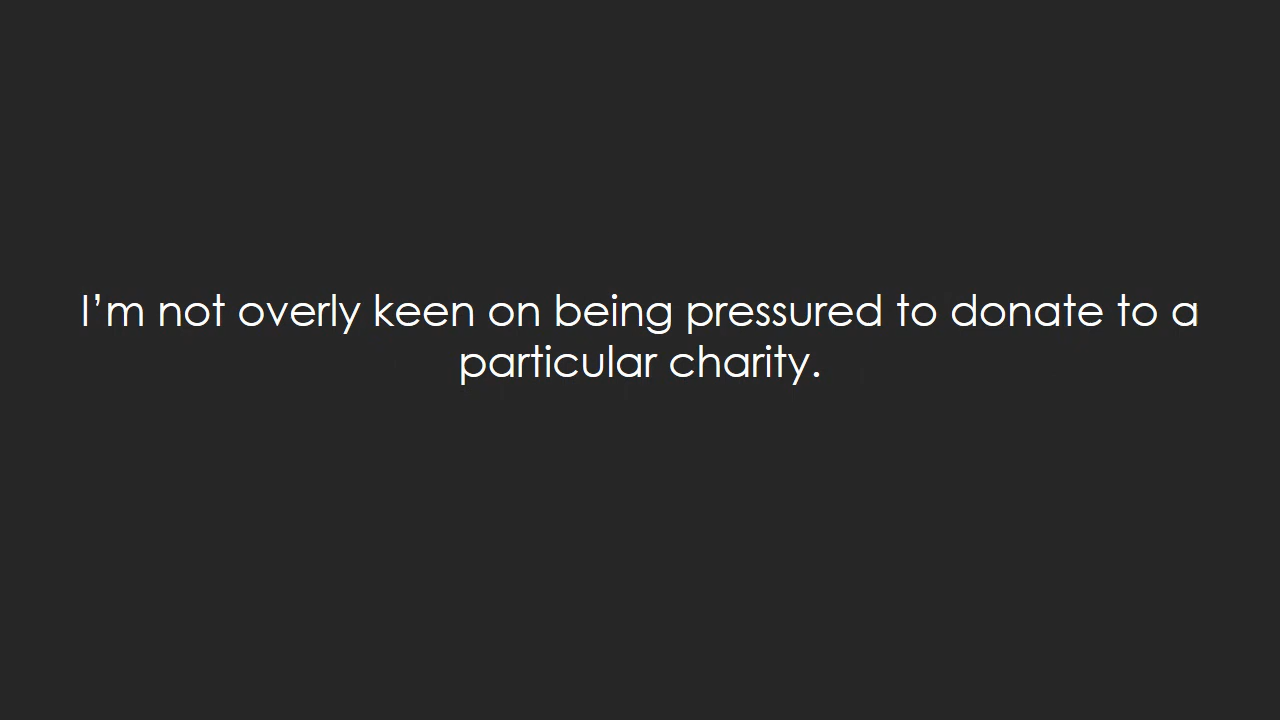 I’m not overly keen on being pressured to donate to a
particular charity.